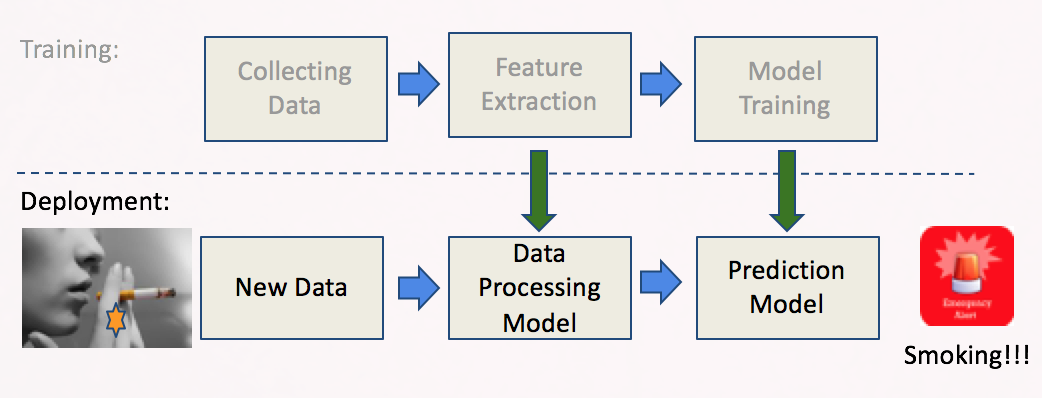 Training:
Collecting
Data
Feature
Extraction
Model
Training
Deployment:
New Data
Data
Processing
Model
Prediction
Model
Emergency
Alert
Smoking!!!